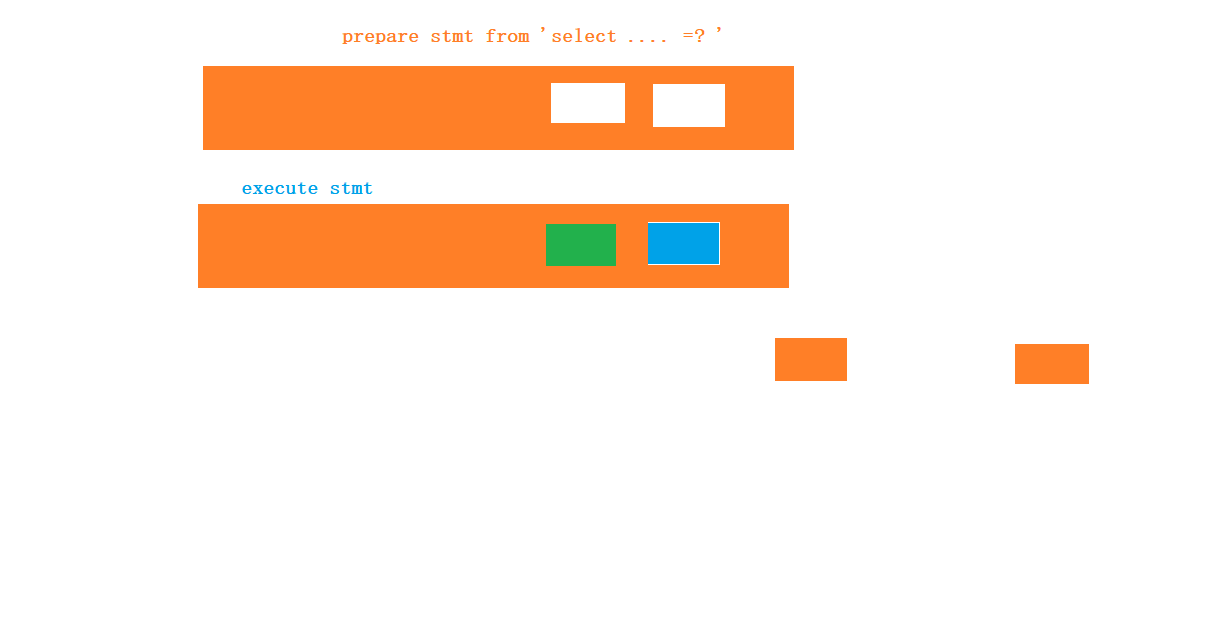 prepare stmt from 'select .... =? '
execute stmt